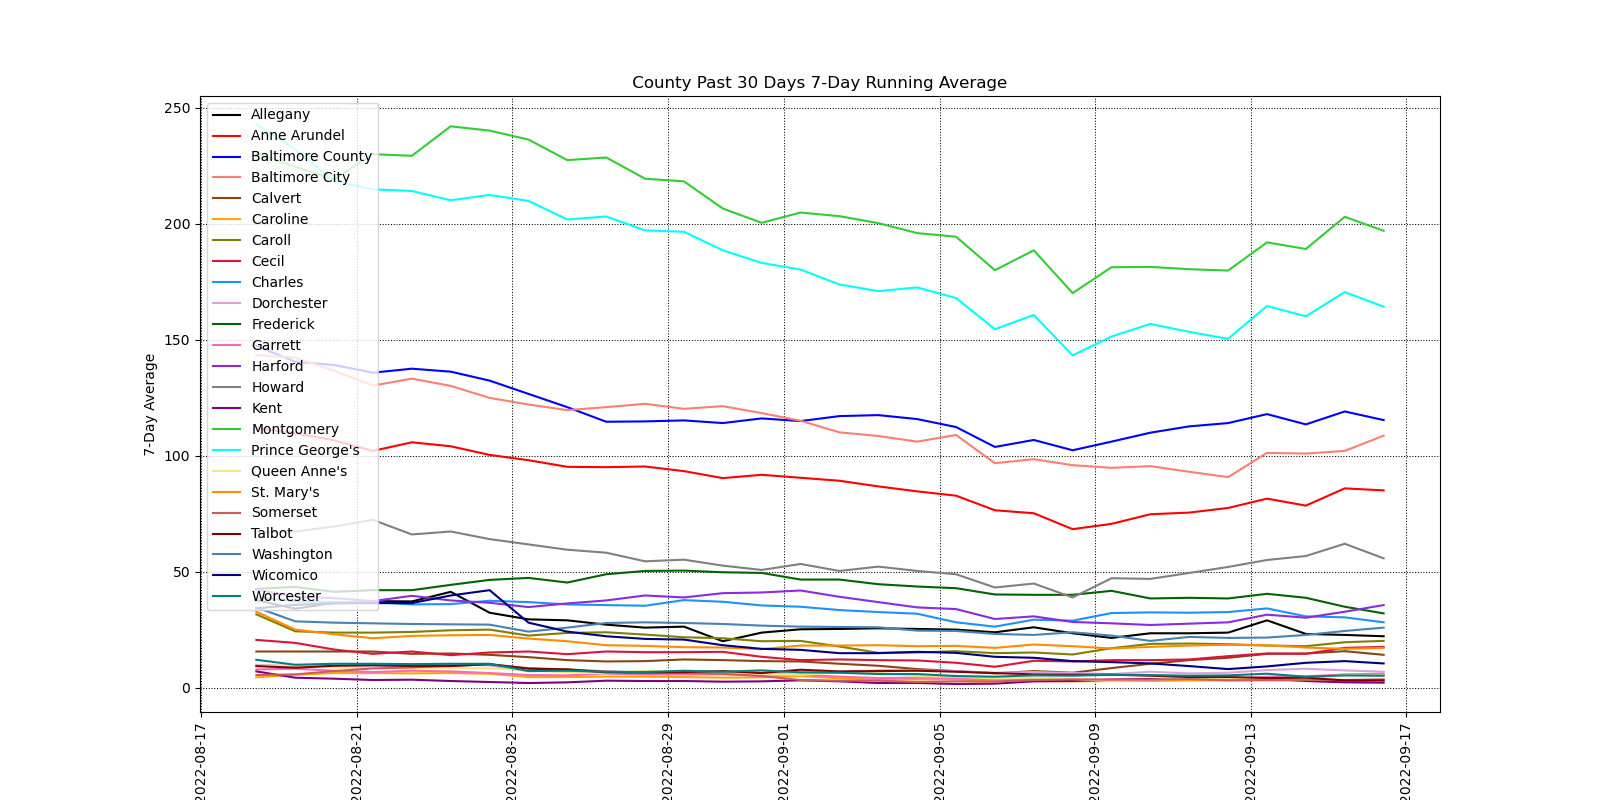 County Past 30 Days 7-Day Running Average
250
200
150
100
50
0
7-Day Average
Allegany
Anne Arundel
Baltimore County
Baltimore City
Calvert
Caroline
Caroll
Cecil
Charles
Dorchester
Frederick
Garrett
Harford
Howard
Kent
Montgomery
Prince George's
Queen Anne's
St. Mary's
Somerset
Talbot
Washington
Wicomico
Worcester
2022-08-17
2022-08-21
2022-08-25
2022-08-29
2022-09-01
2022-09-05
2022-09-09
2022-09-13
2022-09-17